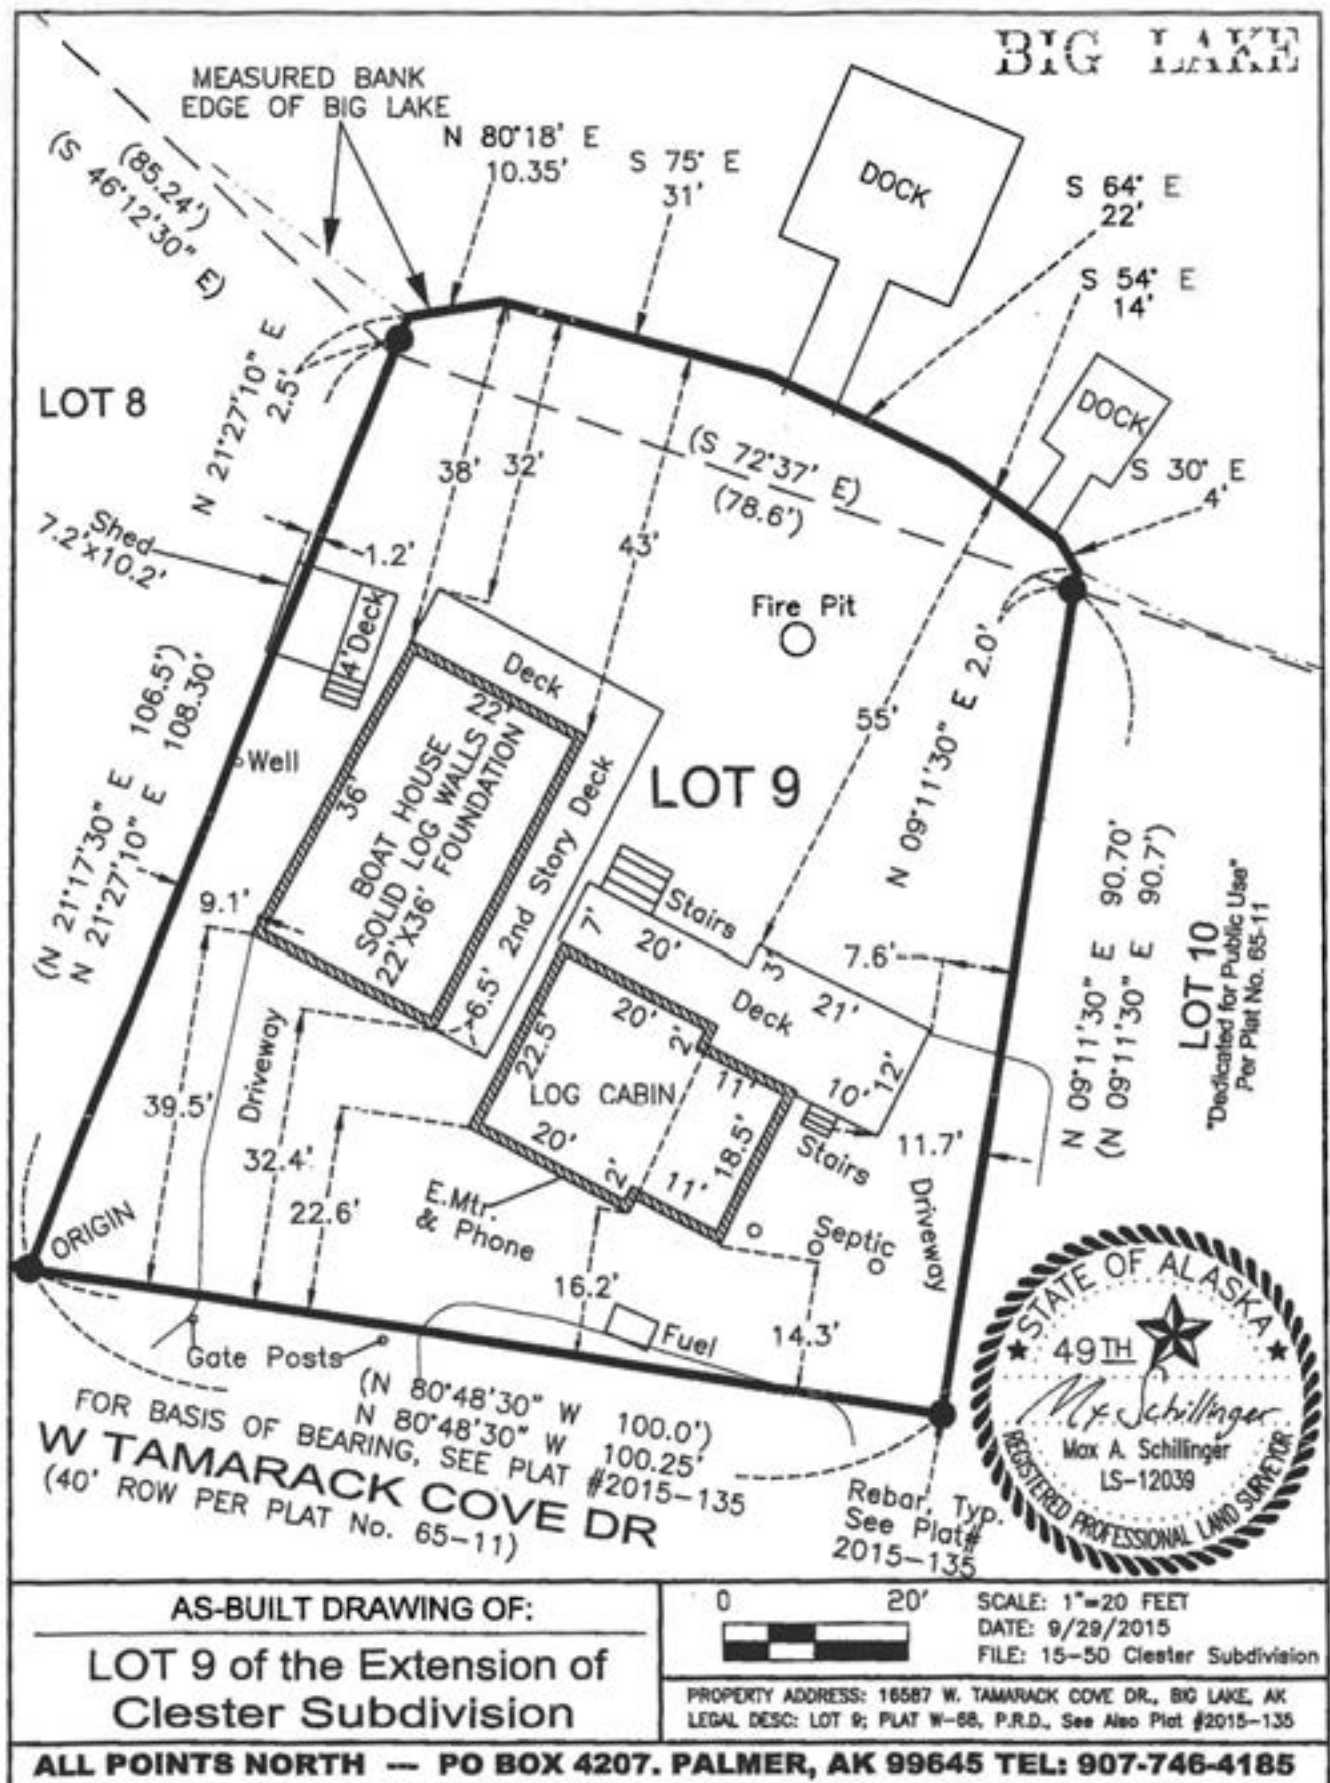 BIG LAKE
MEASURED BANK
EDGE OF BIG LAKE
N 80°18' E
10.35'
S 75° E
31'
DOCK
S 64° E
22'
S 54° E
14'
DOCK
S 30° E
4'
(85.24')
(S 46°12'30" E)
LOT 8
N 21°27'10" E
2.5'
38'
32'
43'
(S 72°37' E)
(78.6')
Shed
7.2'x10.2'
1.2'
4'Deck
Fire Pit
Deck
22'
36'
BOAT HOUSE
SOLID LOG WALLS
22'X36' FOUNDATION
2nd Story Deck
6.5'
Well
LOT 9
55'
N 09°11'30" E 2.0'
(N 21°17'30" E 106.5')
N 21°27'10" E 108.30'
9.1'
Stairs
7'
20'
3'
Deck
21'
7.6'
10'
12'
N 09°11'30" E 90.70'
(N 09°11'30" E 90.7')
LOT 10
"Dedicated for Public Use"
Per Plat No. 65-11
Driveway
39.5'
32.4'
22.6'
20'
2'
11'
22.5'
LOG CABIN
18.5'
20'
2'
11'
Stairs
11.7'
Driveway
E.Mtr.
& Phone
Septic
ORIGIN
16.2'
Fuel
14.3'
Gate Posts
(N 80°48'30" W 100.0')
N 80°48'30" W 100.25'
FOR BASIS OF BEARING, SEE PLAT #2015-135
W TAMARACK COVE DR
(40' ROW PER PLAT No. 65-11)
Rebar, Typ.
See Plat#
2015-135
STATE OF ALASKA
49TH
Max A. Schillinger
LS-12039
REGISTERED PROFESSIONAL LAND SURVEYOR
AS-BUILT DRAWING OF:
LOT 9 of the Extension of
Clester Subdivision
0 20'
SCALE: 1"=20 FEET
DATE: 9/29/2015
FILE: 15-50 Clester Subdivision
PROPERTY ADDRESS: 16587 W. TAMARACK COVE DR., BIG LAKE, AK
LEGAL DESC: LOT 9; PLAT W-68, P.R.D., See Also Plat #2015-135
ALL POINTS NORTH --- PO BOX 4207. PALMER, AK 99645 TEL: 907-746-4185